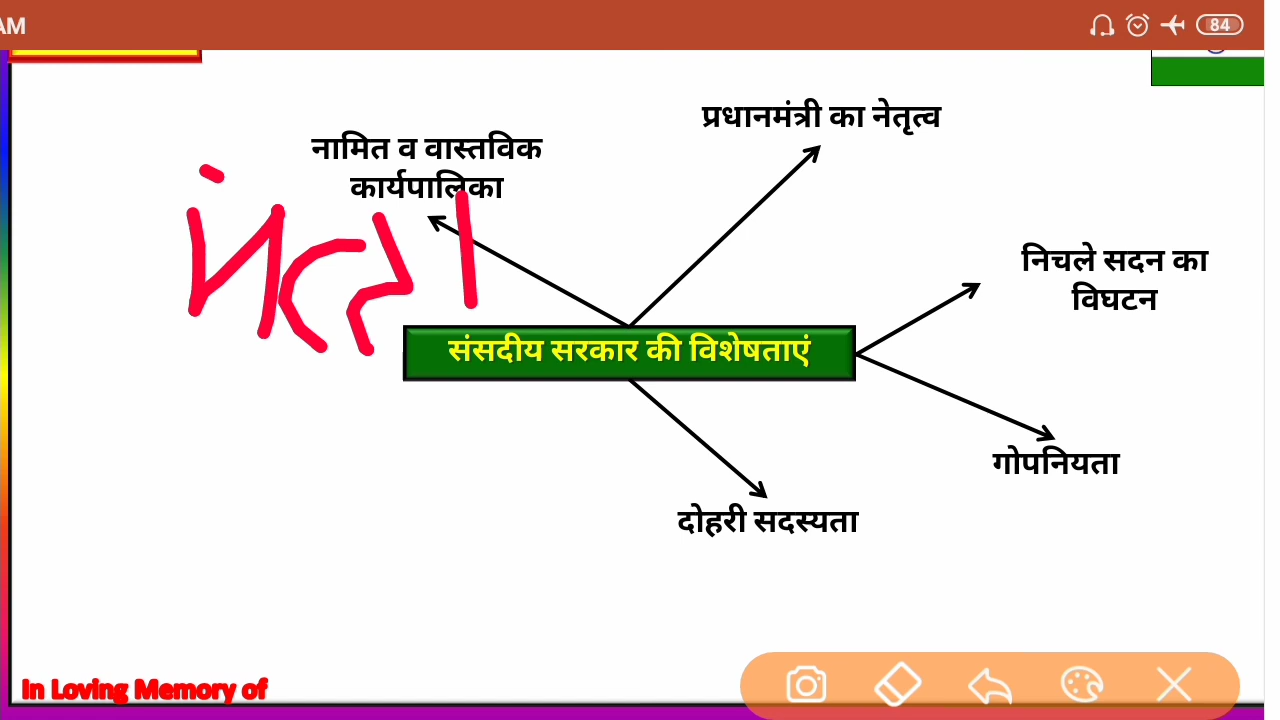 AM
84
प्रधानमंत्री का नेतृत्व
नामित व वास्तविक
कार्यपालिका
निचले सदन का
विघटन
संसदीय सरकार की विशेषताएं
गोपनियता
दोहरी सदस्यता
In Loving Memory of